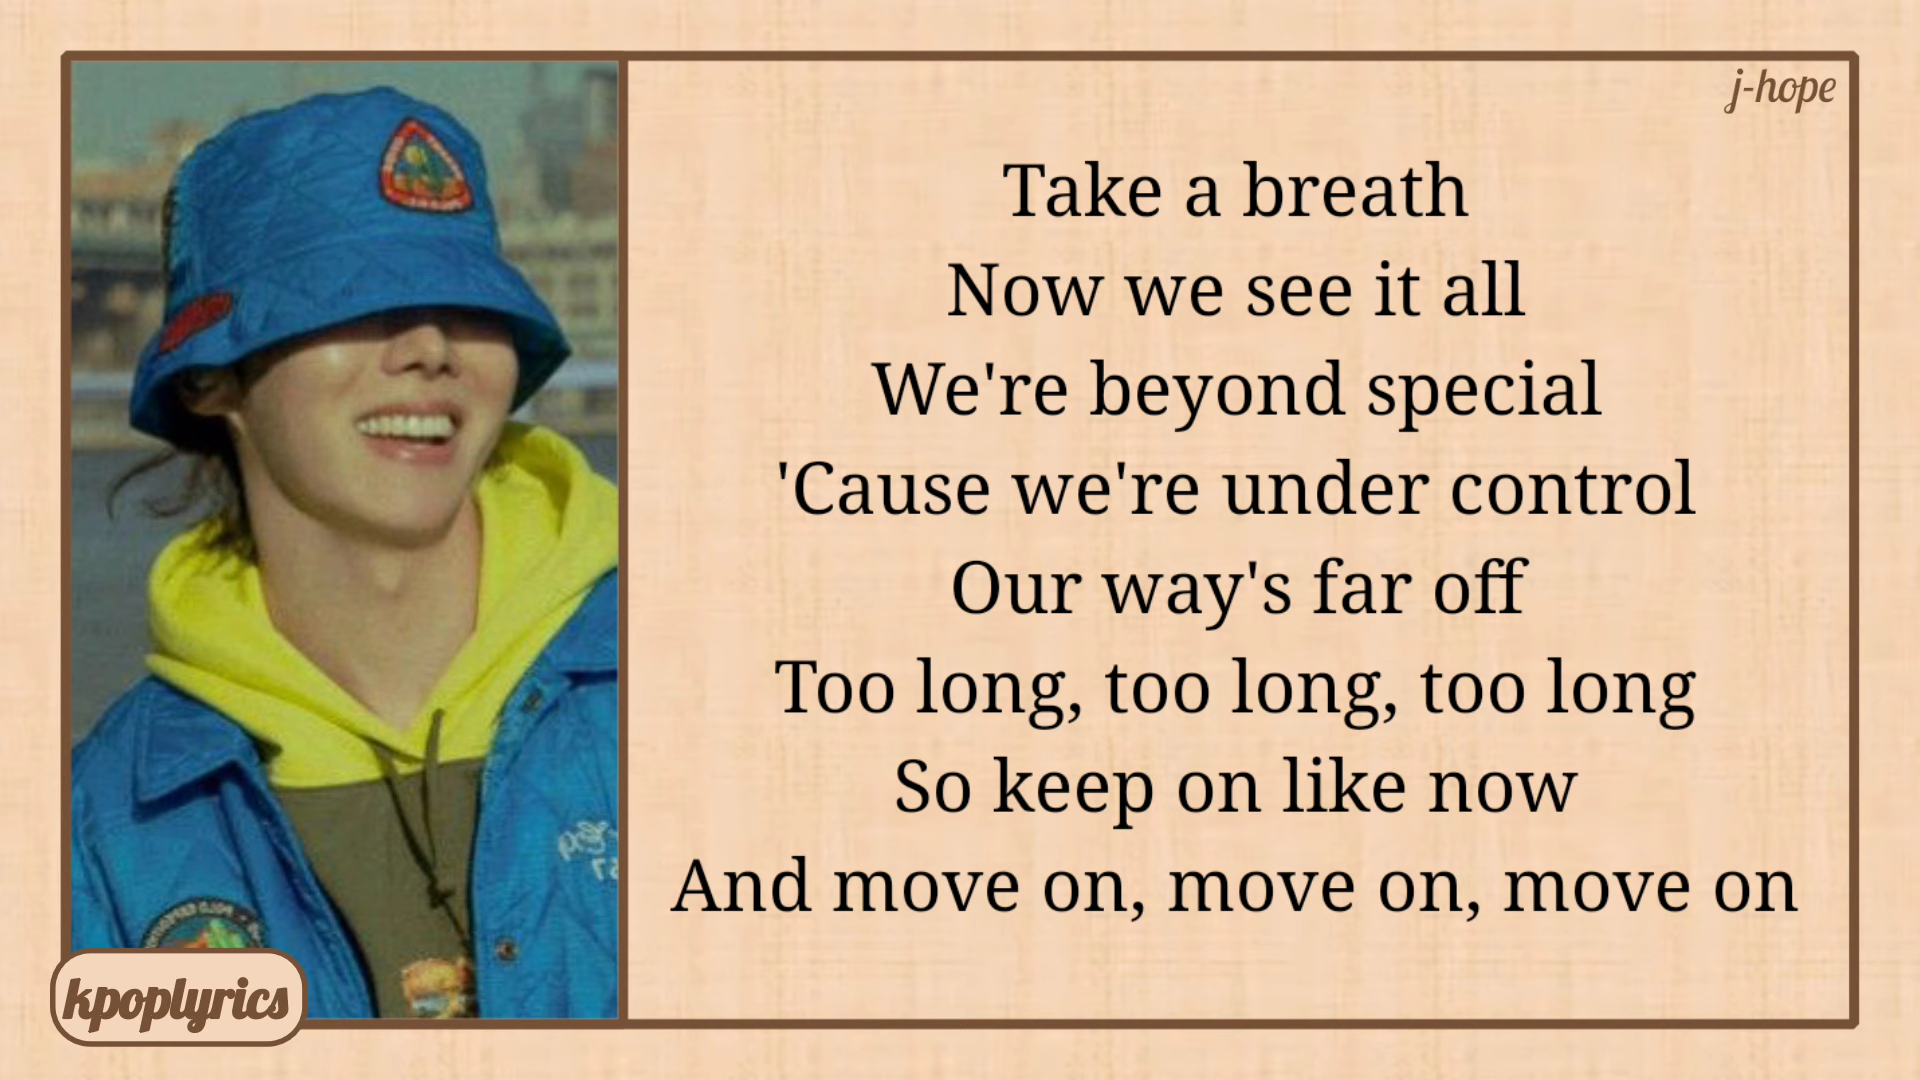 j-hope
Take a breath
Now we see it all
We're beyond special
'Cause we're under control
Our way's far off
Too long, too long, too long
So keep on like now
And move on, move on, move on
kpoplyrics